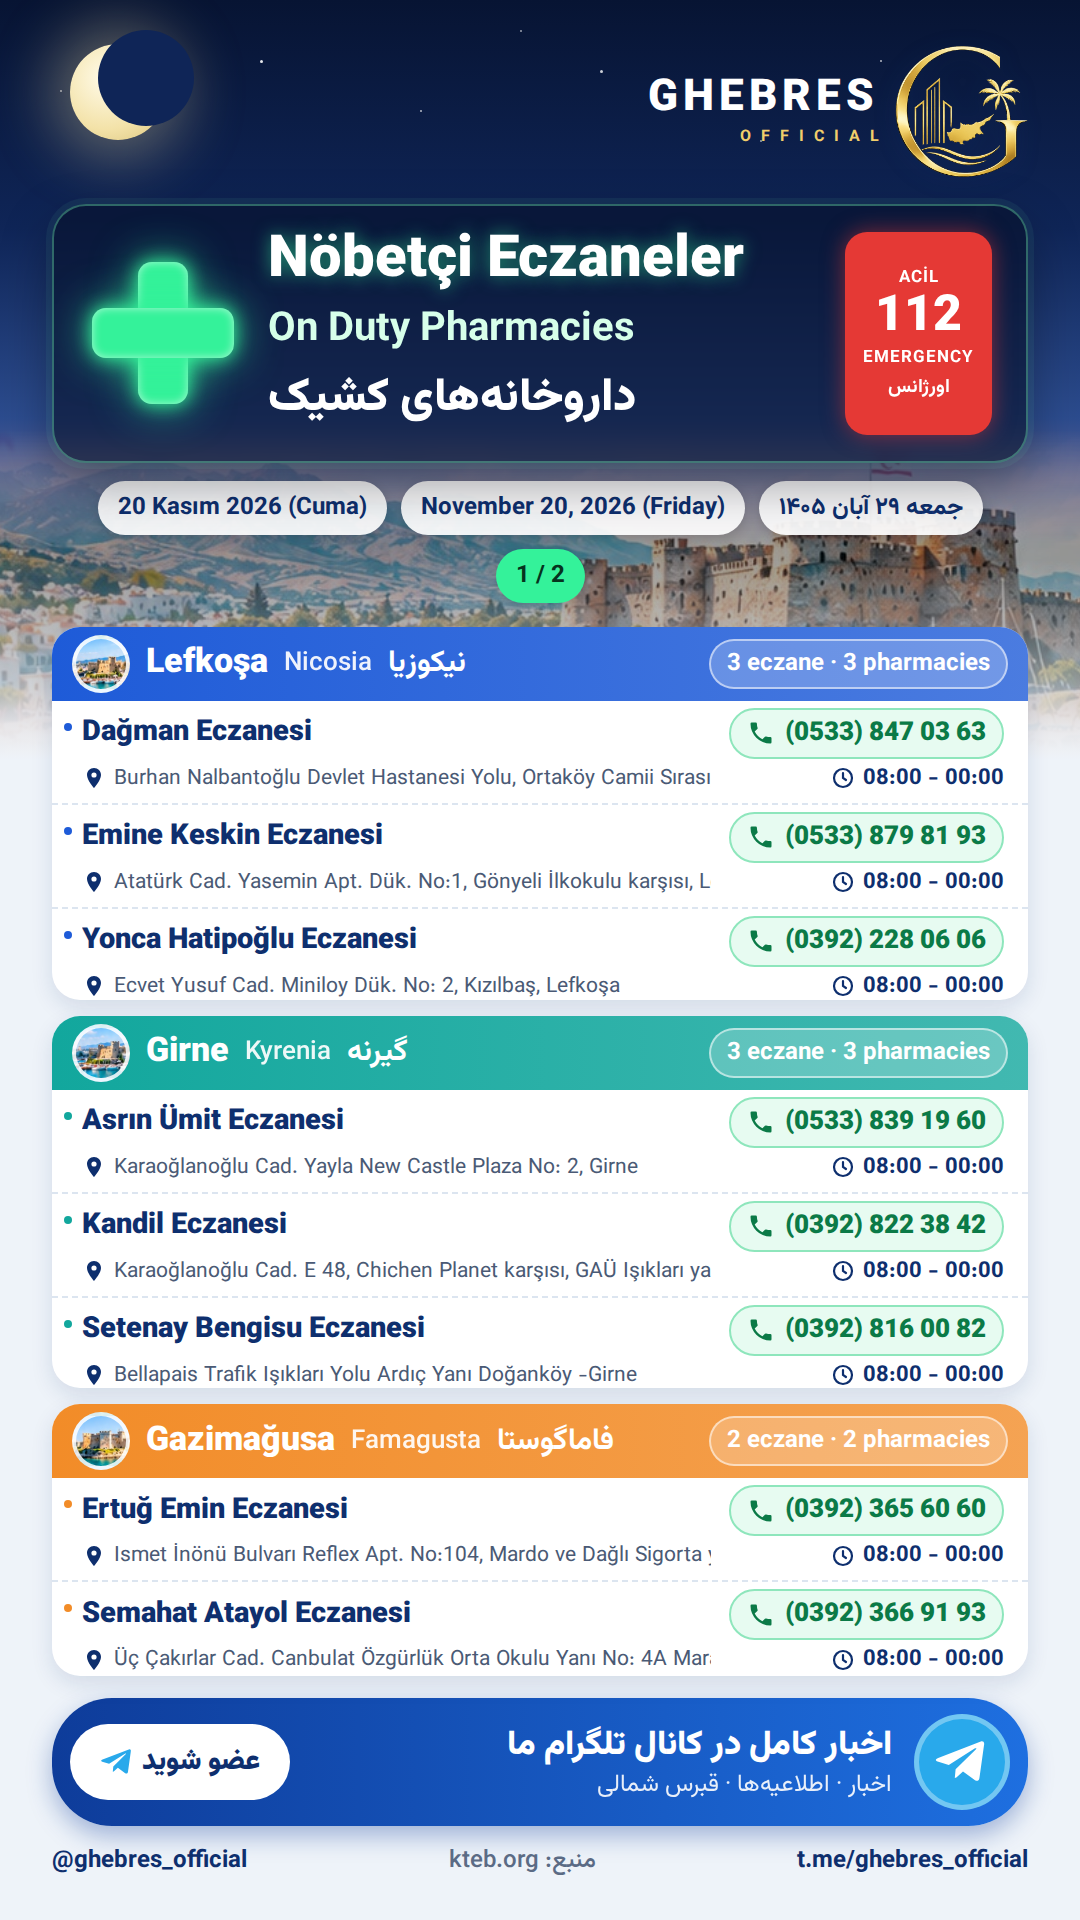 GHEBRES
OFFICIAL
Nöbetçi Eczaneler
On Duty Pharmacies
داروخانه‌های کشیک
ACİL
112
EMERGENCY
اورژانس
20 Kasım 2026 (Cuma)
November 20, 2026 (Friday)
جمعه ۲۹ آبان ۱۴۰۵
1 / 2
Lefkoşa Nicosia نیکوزیا
3 eczane · 3 pharmacies
Dağman Eczanesi
(0533) 847 03 63
Burhan Nalbantoğlu Devlet Hastanesi Yolu, Ortaköy Camii Sırası
08:00 - 00:00
Emine Keskin Eczanesi
(0533) 879 81 93
Atatürk Cad. Yasemin Apt. Dük. No:1, Gönyeli İlkokulu karşısı, L
08:00 - 00:00
Yonca Hatipoğlu Eczanesi
(0392) 228 06 06
Ecvet Yusuf Cad. Miniloy Dük. No: 2, Kızılbaş, Lefkoşa
08:00 - 00:00
Girne Kyrenia گیرنه
3 eczane · 3 pharmacies
Asrın Ümit Eczanesi
(0533) 839 19 60
Karaoğlanoğlu Cad. Yayla New Castle Plaza No: 2, Girne
08:00 - 00:00
Kandil Eczanesi
(0392) 822 38 42
Karaoğlanoğlu Cad. E 48, Chichen Planet karşısı, GAÜ Işıkları ya
08:00 - 00:00
Setenay Bengisu Eczanesi
(0392) 816 00 82
Bellapais Trafik Işıkları Yolu Ardıç Yanı Doğanköy -Girne
08:00 - 00:00
Gazimağusa Famagusta فاماگوستا
2 eczane · 2 pharmacies
Ertuğ Emin Eczanesi
(0392) 365 60 60
Ismet İnönü Bulvarı Reflex Apt. No:104, Mardo ve Dağlı Sigorta
08:00 - 00:00
Semahat Atayol Eczanesi
(0392) 366 91 93
Üç Çakırlar Cad. Canbulat Özgürlük Orta Okulu Yanı No: 4A
08:00 - 00:00
اخبار کامل در کانال تلگرام ما
اخبار · اطلاعیه‌ها · قبرس شمالی
عضو شوید
@ghebres_official
منبع: kteb.org
t.me/ghebres_official